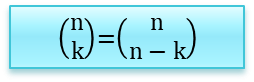 (n k) = (n n − k)